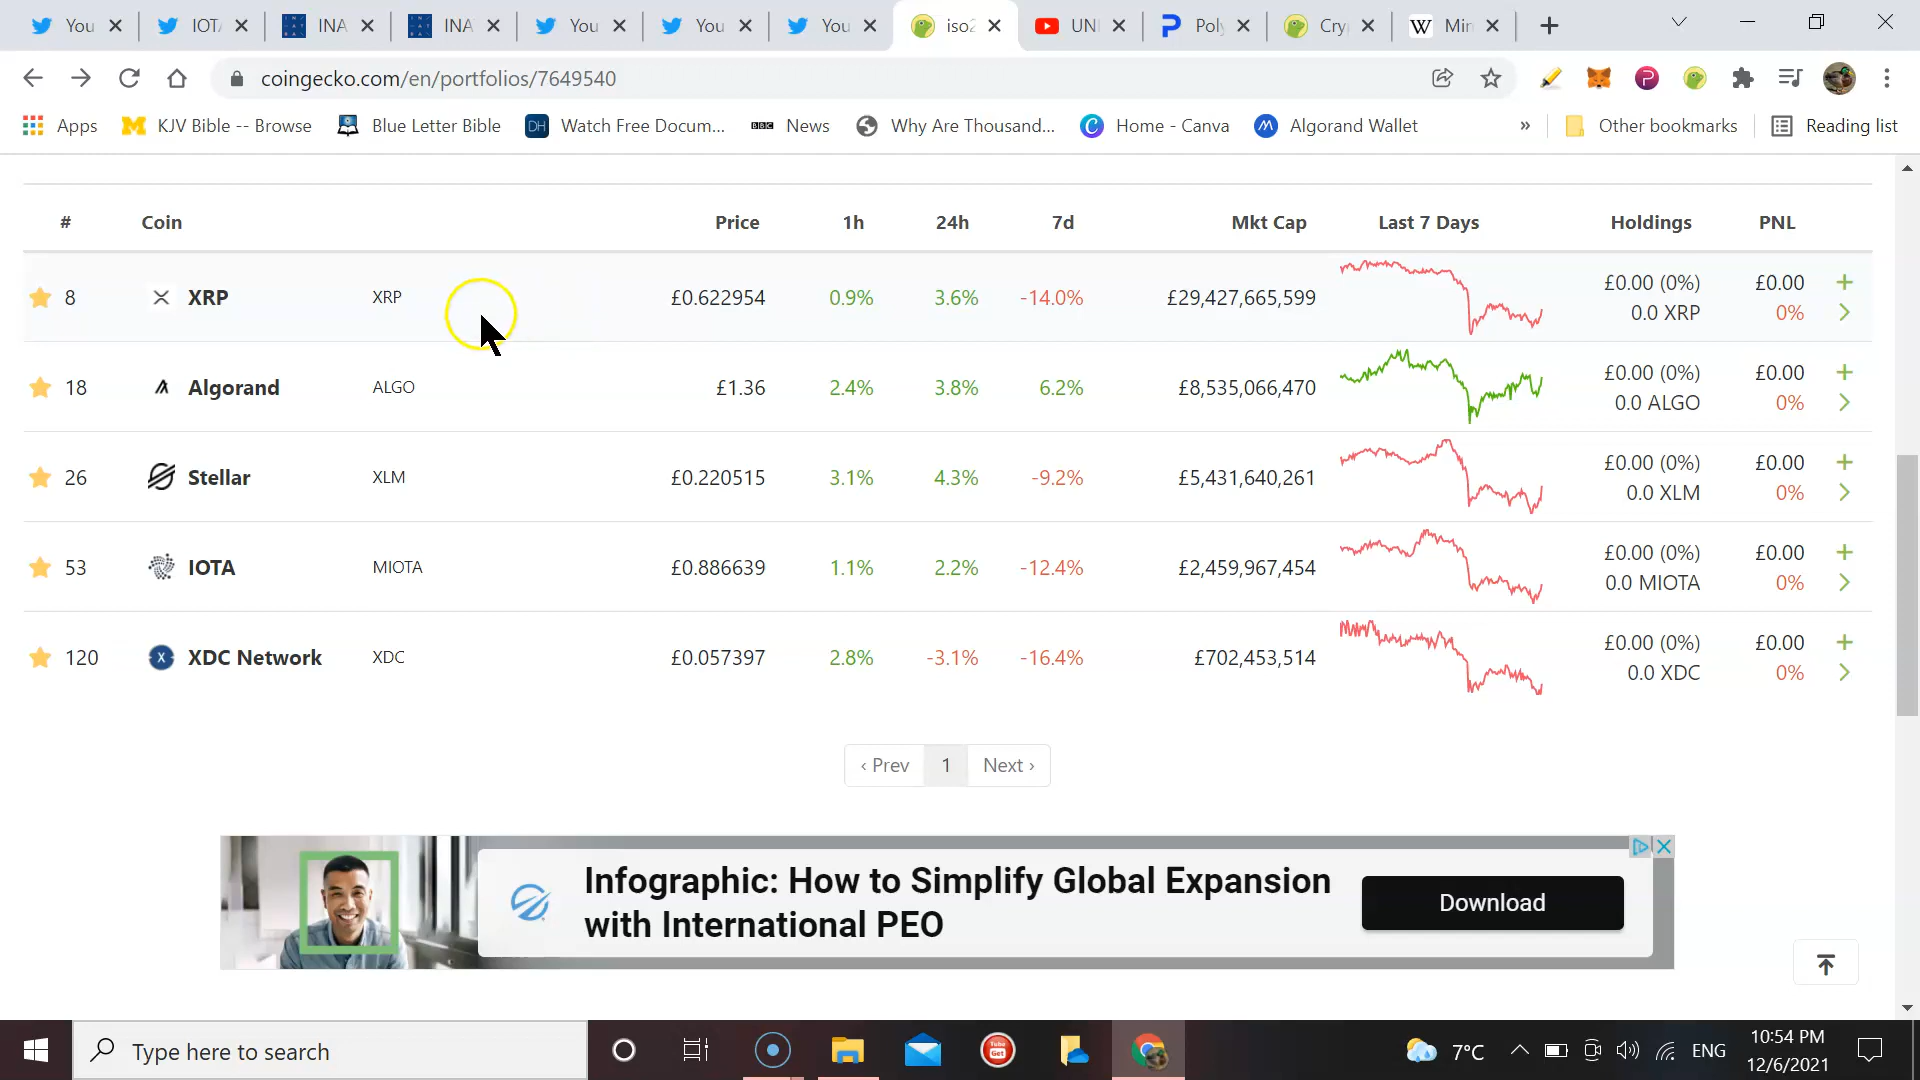 You
IOTA
INA
INA
You
You
You
iso2
UNI
Poly
Cry
Min
coingecko.com/en/portfolios/7649540
Apps
KJV Bible -- Browse
Blue Letter Bible
DH
Watch Free Docum...
BBC
News
Why Are Thousand...
Home - Canva
Algorand Wallet
»
Other bookmarks
Reading list
# Coin Price 1h 24h 7d Mkt Cap Last 7 Days Holdings PNL
8 XRP XRP £0.622954 0.9% 3.6% -14.0% £29,427,665,599 £0.00 (0%) £0.00 +
0.0 XRP 0%
18 Algorand ALGO £1.36 2.4% 3.8% 6.2% £8,535,066,470 £0.00 (0%) £0.00 +
0.0 ALGO 0%
26 Stellar XLM £0.220515 3.1% 4.3% -9.2% £5,431,640,261 £0.00 (0%) £0.00 +
0.0 XLM 0%
53 IOTA MIOTA £0.886639 1.1% 2.2% -12.4% £2,459,967,454 £0.00 (0%) £0.00 +
0.0 MIOTA 0%
120 XDC Network XDC £0.057397 2.8% -3.1% -16.4% £702,453,514 £0.00 (0%) £0.00 +
0.0 XDC 0%
‹ Prev 1 Next ›
Infographic: How to Simplify Global Expansion
with International PEO
Download
Type here to search
Tube
Get
7°C
ENG
10:54 PM
12/6/2021